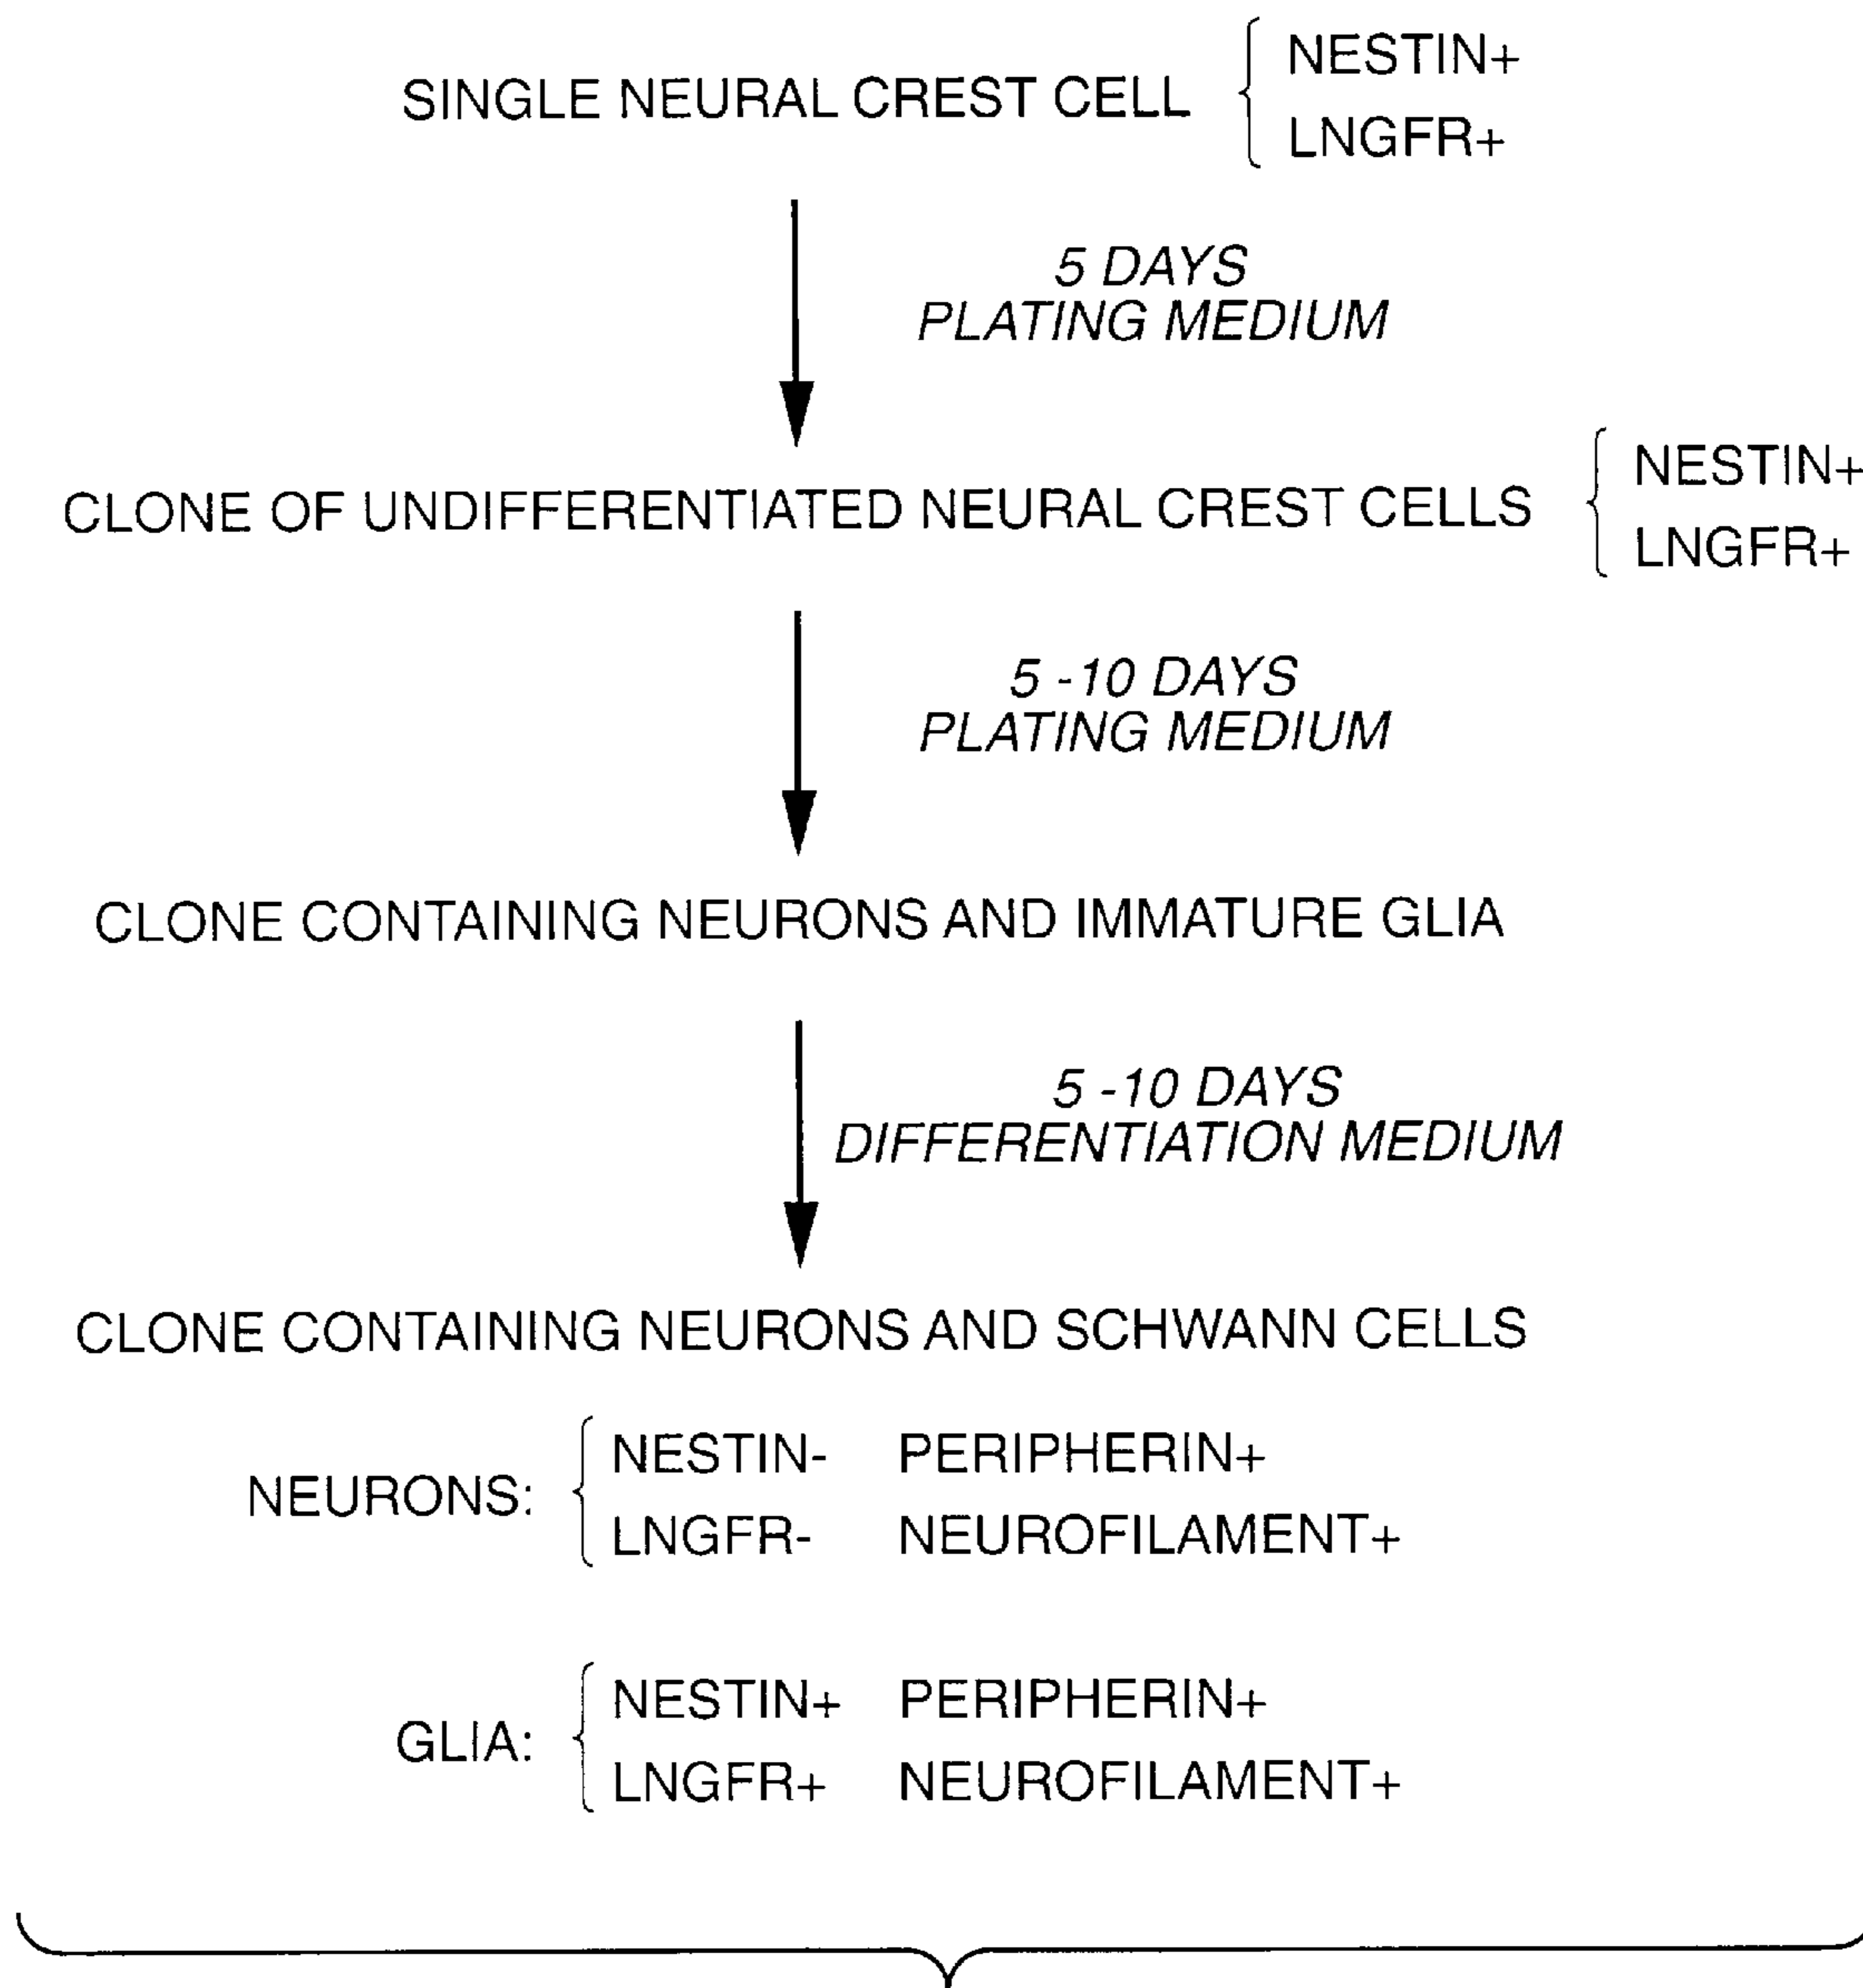 SINGLE NEURAL CREST CELL
NESTIN+
LNGFR+
5 DAYS
PLATING MEDIUM
CLONE OF UNDIFFERENTIATED NEURAL CREST CELLS
NESTIN+
LNGFR+
5 -10 DAYS
PLATING MEDIUM
CLONE CONTAINING NEURONS AND IMMATURE GLIA
5 -10 DAYS
DIFFERENTIATION MEDIUM
CLONE CONTAINING NEURONS AND SCHWANN CELLS
NEURONS:
NESTIN- PERIPHERIN+
LNGFR- NEUROFILAMENT+
GLIA:
NESTIN+ PERIPHERIN+
LNGFR+ NEUROFILAMENT+